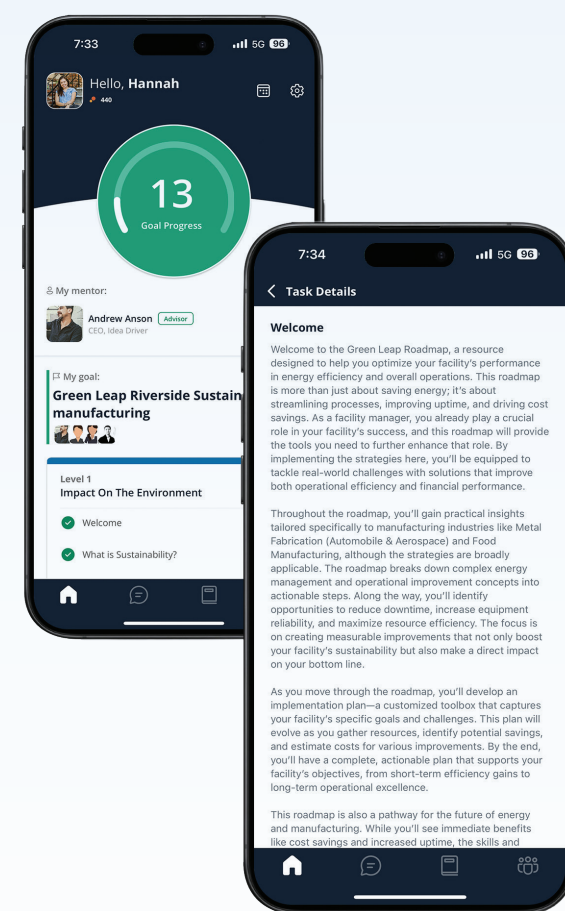 7:33
5G 96
Hello, Hannah
440
13
Goal Progress
My mentor:
Andrew Anson Advisor
CEO, Idea Driver
My goal:
Green Leap Riverside Sustain
manufacturing
Level 1
Impact On The Environment
Welcome
What is Sustainability?
7:34
5G 96
Task Details
Welcome
Welcome to the Green Leap Roadmap, a resource
designed to help you optimize your facility's performance
in energy efficiency and overall operations. This roadmap
is more than just about saving energy; it's about
streamlining processes, improving uptime, and driving cost
savings. As a facility manager, you already play a crucial
role in your facility's success, and this roadmap will provide
the tools you need to further enhance that role. By
implementing the strategies here, you'll be equipped to
tackle real-world challenges with solutions that improve
both operational efficiency and financial performance.
Throughout the roadmap, you'll gain practical insights
tailored specifically to manufacturing industries like Metal
Fabrication (Automobile & Aerospace) and Food
Manufacturing, although the strategies are broadly
applicable. The roadmap breaks down complex energy
management and operational improvement concepts into
actionable steps. Along the way, you'll identify
opportunities to reduce downtime, increase equipment
reliability, and maximize resource efficiency. The focus is
on creating measurable improvements that not only boost
your facility's sustainability but also make a direct impact
on your bottom line.
As you move through the roadmap, you'll develop an
implementation plan—a customized toolbox that captures
your facility's specific goals and challenges. This plan will
evolve as you gather resources, identify potential savings,
and estimate costs for various improvements. By the end,
you'll have a complete, actionable plan that supports your
facility's objectives, from short-term efficiency gains to
long-term operational excellence.
This roadmap is also a pathway for the future of energy
and manufacturing. While you'll see immediate benefits
like cost savings and increased uptime, the skills and